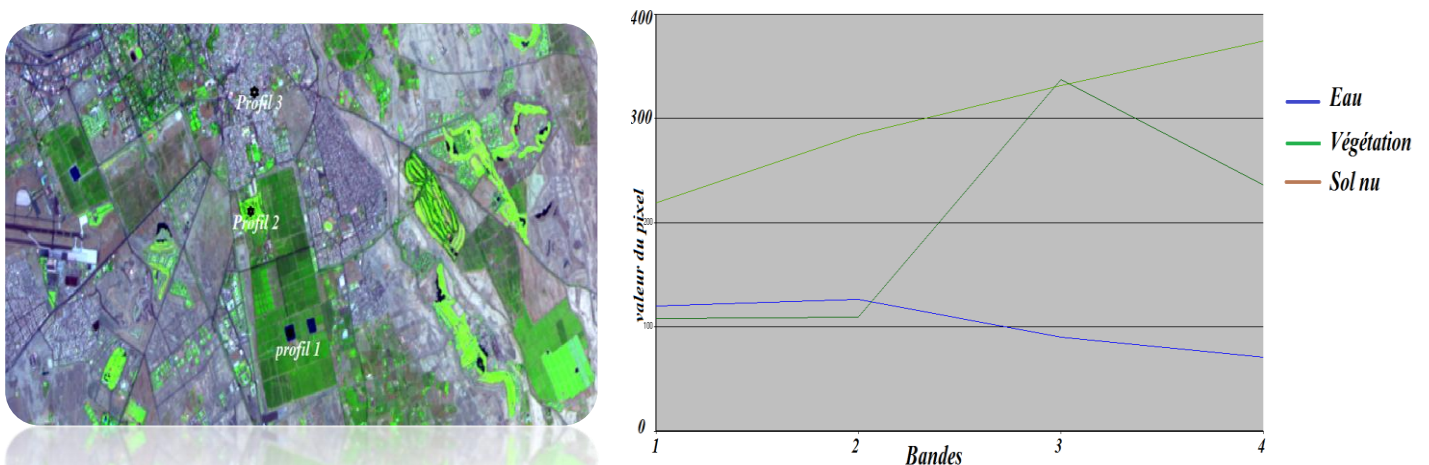 Profil 3
Profil 2
profil 1
400
300
200
100
0
valeur du pixel
1 2 3 4
Bandes
Eau
Végétation
Sol nu